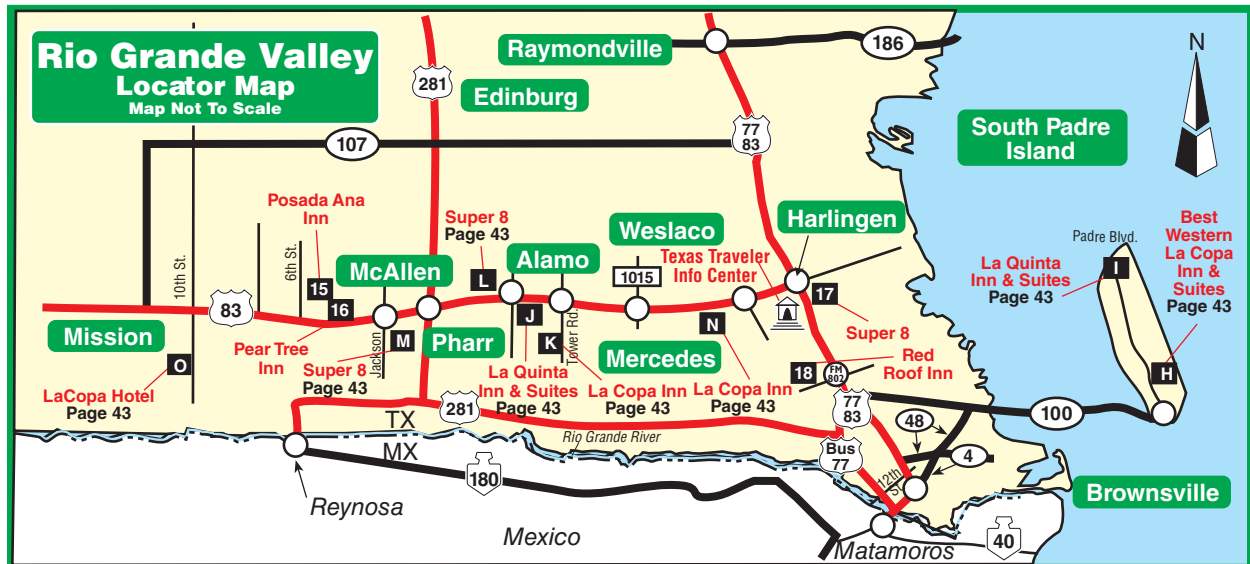 Rio Grande Valley
Locator Map
Map Not To Scale
Raymondville
186
N
281
Edinburg
77
83
South Padre
Island
107
Posada Ana
Inn
Super 8
Page 43
Weslaco
Harlingen
Best
Western
La Copa
Inn &
Suites
Page 43
Padre Blvd.
10th St.
6th St.
McAllen
L
Alamo
1015
Texas Traveler
Info Center
La Quinta
Inn & Suites
Page 43
I
15
16
83
17
Mission
Pear Tree
Inn
Jackson
M
Pharr
J
K
Tower Rd.
Mercedes
N
Super 8
O
LaCopa Hotel
Page 43
Super 8
Page 43
La Quinta
Inn & Suites
Page 43
La Copa Inn
Page 43
La Copa Inn
Page 43
18
FM
802
Red
Roof Inn
H
281
77
83
100
TX
MX
Rio Grande River
48
Bus
77
4
12th
St.
180
Reynosa
Brownsville
Mexico
Matamoros
40